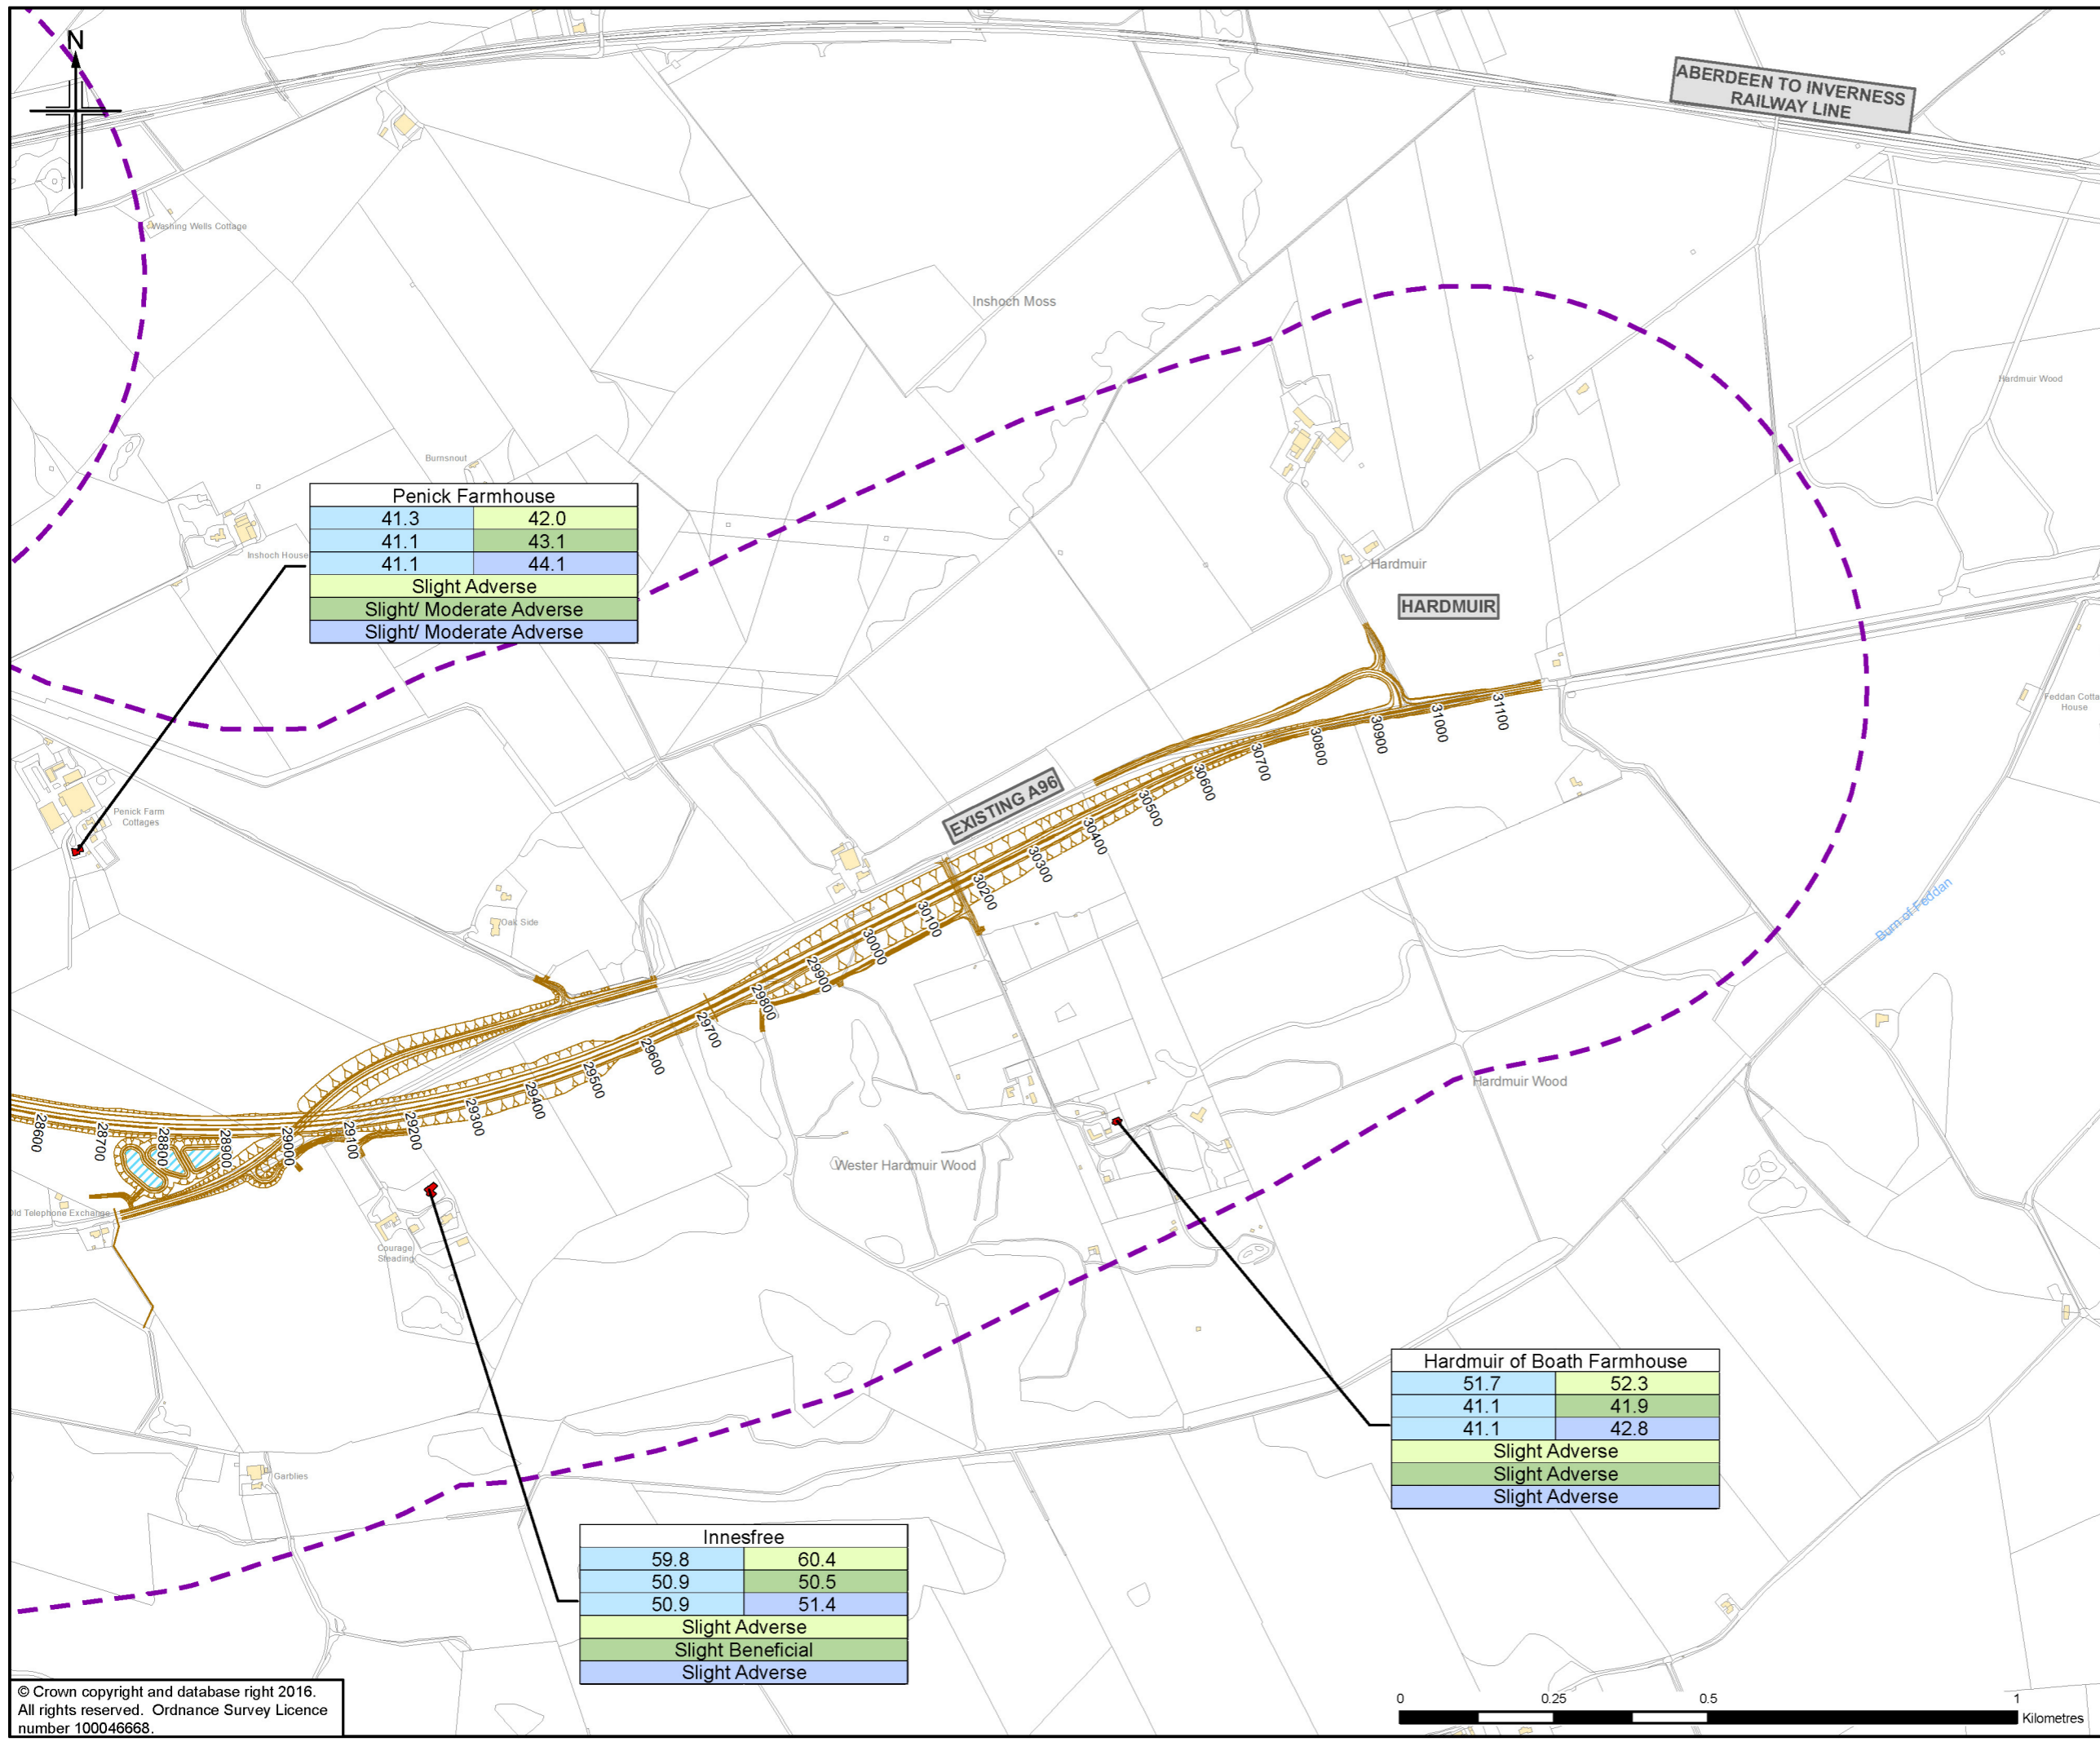 N
ABERDEEN TO INVERNESS
RAILWAY LINE
Washing Wells Cottage
Inshoch Moss
Hardmuir Wood
Burnsnout
Inshoch House
Penick Farmhouse
41.3 42.0
41.1 43.1
41.1 44.1
Slight Adverse
Slight/ Moderate Adverse
Slight/ Moderate Adverse
Hardmuir
HARDMUIR
Feddan Cotta
House
Penick Farm
Cottages
EXISTING A96
Oak Side
Burn of Feddan
28600
28700
28800
28900
29000
29100
29200
29300
29400
29500
29600
29700
29800
29900
30000
30100
30200
30300
30400
30500
30600
30700
30800
30900
31000
31100
Hardmuir Wood
Wester Hardmuir Wood
ld Telephone Exchange
Courage
Steading
Garblies
Hardmuir of Boath Farmhouse
51.7 52.3
41.1 41.9
41.1 42.8
Slight Adverse
Slight Adverse
Slight Adverse
Innesfree
59.8 60.4
50.9 50.5
50.9 51.4
Slight Adverse
Slight Beneficial
Slight Adverse
© Crown copyright and database right 2016.
All rights reserved. Ordnance Survey Licence
number 100046668.
0 0.25 0.5 1
Kilometres